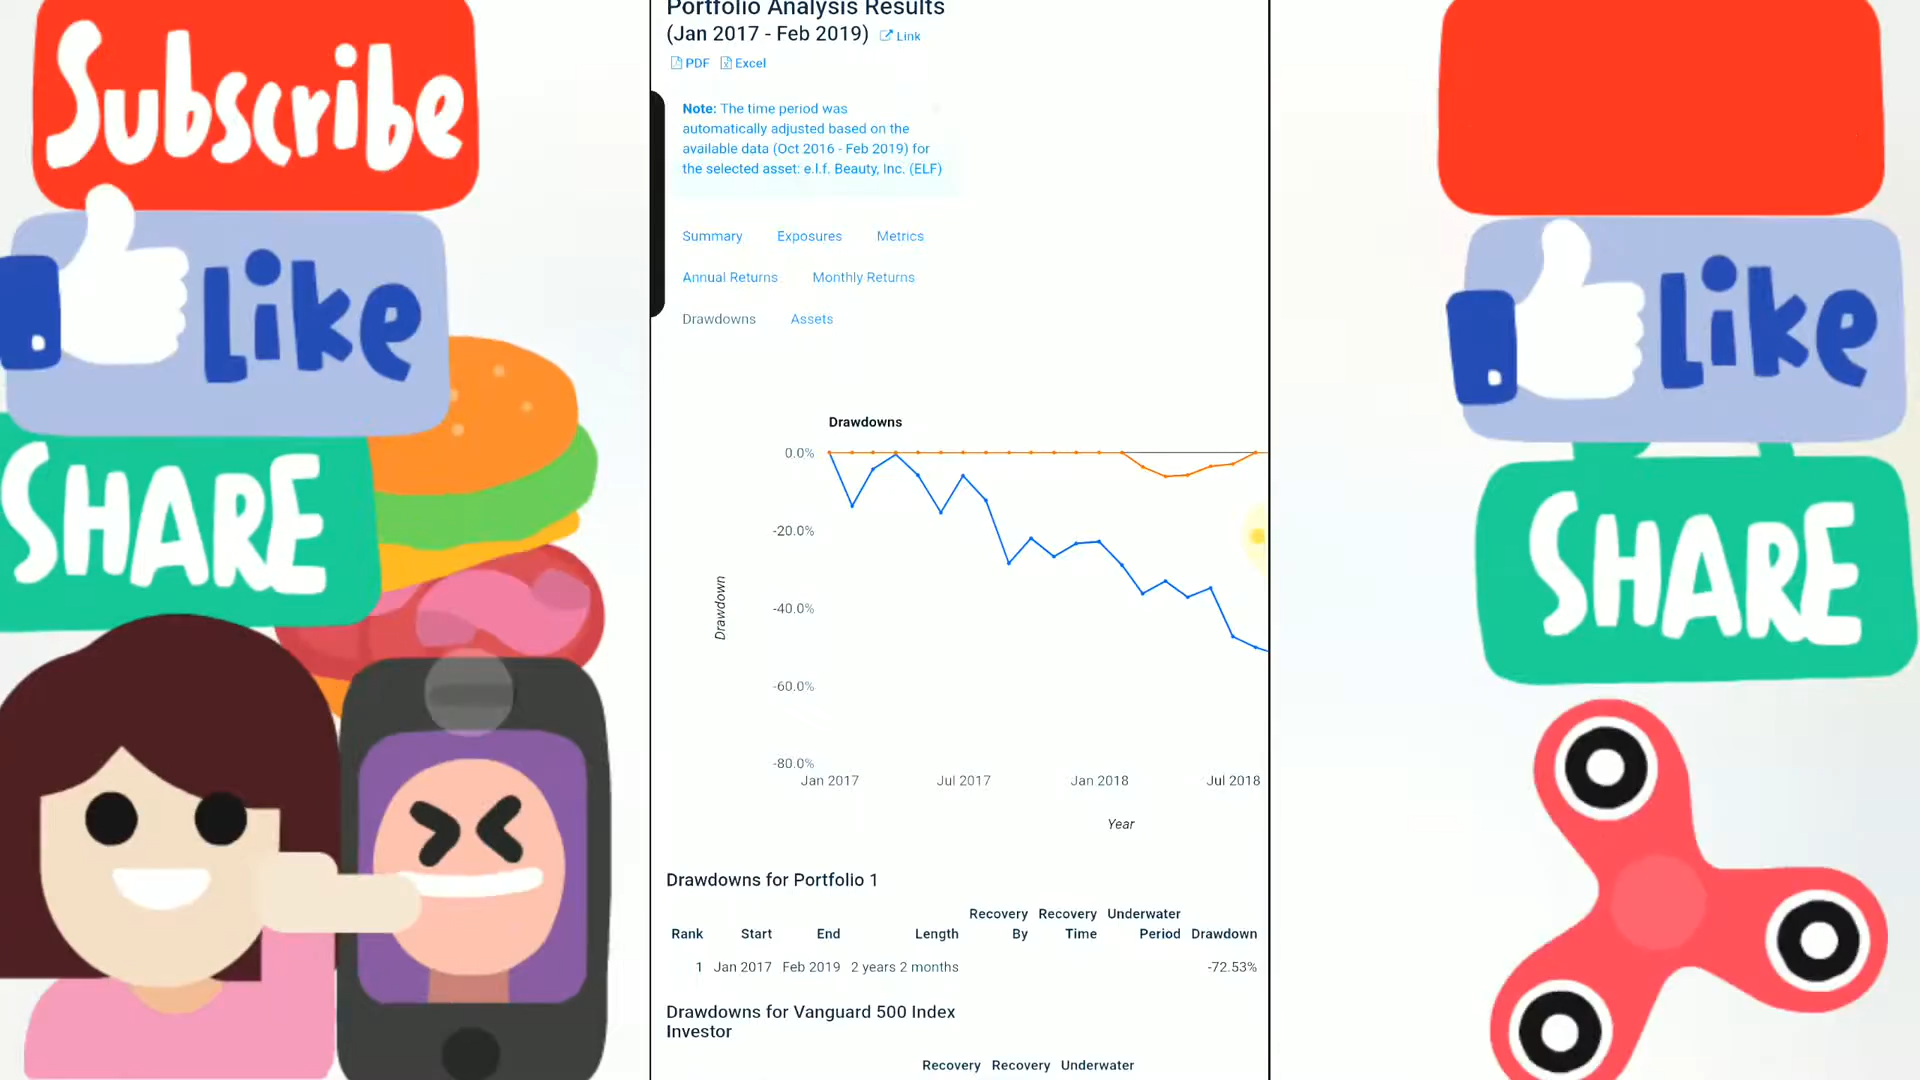 Subscribe
Like
SHARE
Portfolio Analysis Results
(Jan 2017 - Feb 2019) Link
PDF Excel
Note: The time period was
automatically adjusted based on the
available data (Oct 2016 - Feb 2019) for
the selected asset: e.l.f. Beauty, Inc. (ELF)
Summary Exposures Metrics
Annual Returns Monthly Returns
Drawdowns Assets
Drawdowns
0.0%
-20.0%
-40.0%
-60.0%
-80.0%
Drawdown
Jan 2017 Jul 2017 Jan 2018 Jul 2018
Year
Drawdowns for Portfolio 1
Rank Start End Length Recovery By Recovery Time Underwater Period Drawdown
1 Jan 2017 Feb 2019 2 years 2 months -72.53%
Drawdowns for Vanguard 500 Index
Investor
Recovery Recovery Underwater
Like
SHARE